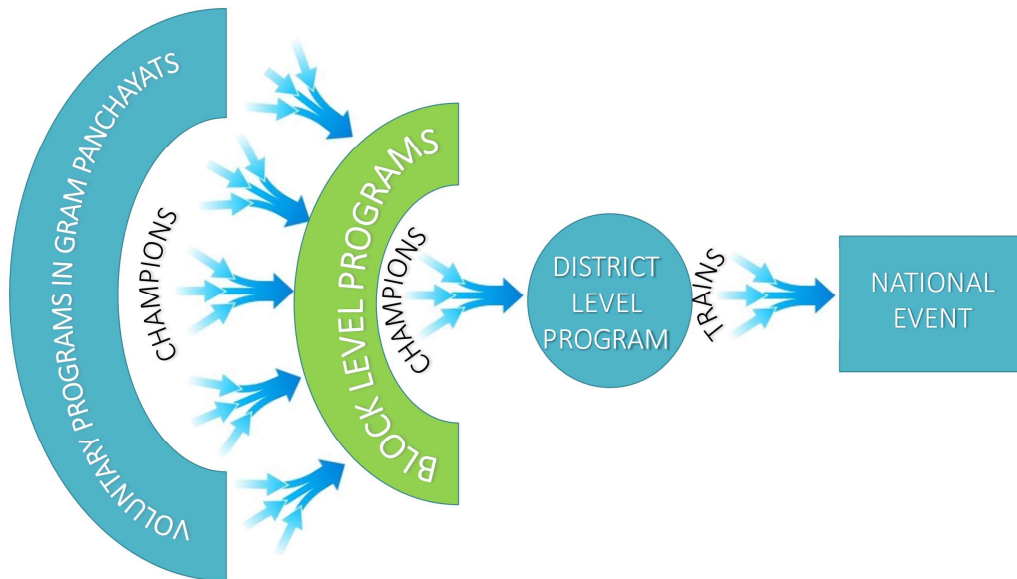 VOLUNTARY PROGRAMS IN GRAM PANCHAYATS
CHAMPIONS
BLOCK LEVEL PROGRAMS
CHAMPIONS
DISTRICT
LEVEL
PROGRAM
TRAINS
NATIONAL
EVENT